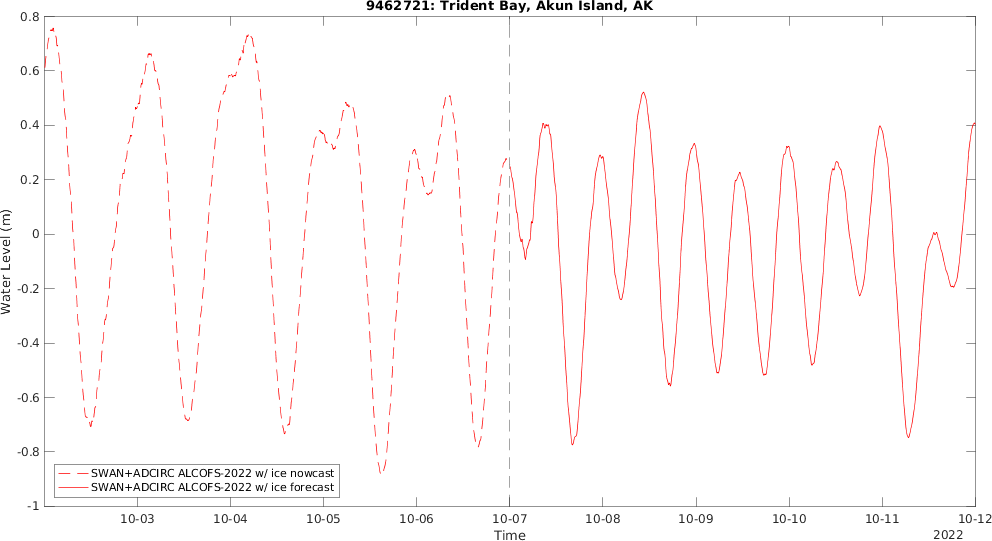 9462721: Trident Bay, Akun Island, AK
0.8
0.6
0.4
0.2
0
-0.2
-0.4
-0.6
-0.8
-1
Water Level (m)
SWAN+ADCIRC ALCOFS-2022 w/ ice nowcast
SWAN+ADCIRC ALCOFS-2022 w/ ice forecast
10-03 10-04 10-05 10-06 10-07 10-08 10-09 10-10 10-11 10-12
Time
2022